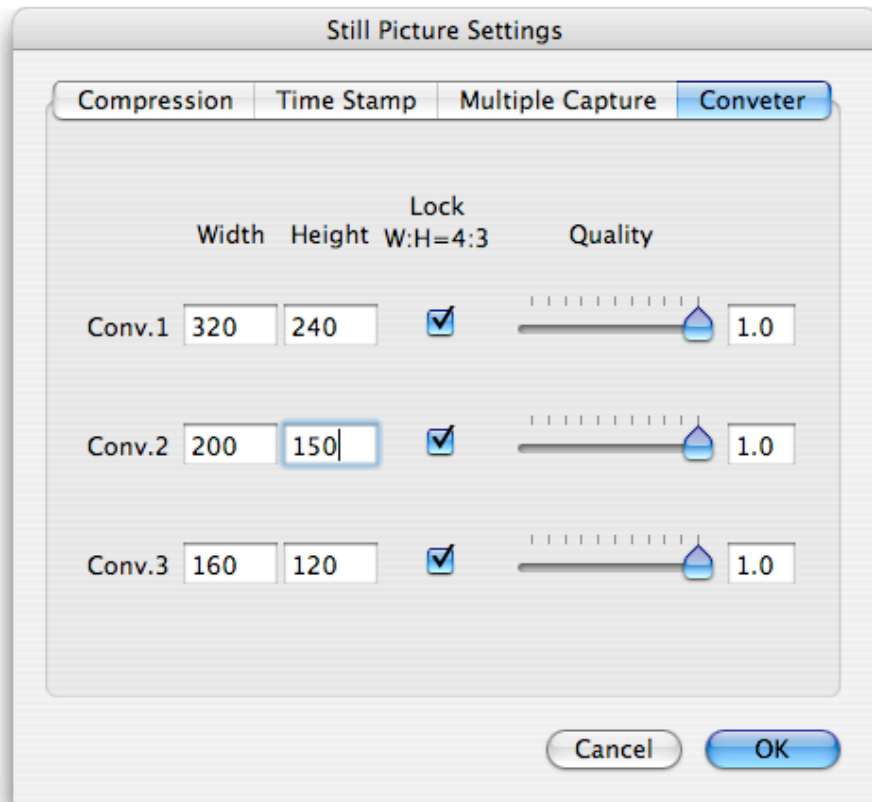 Still Picture Settings
Compression Time Stamp Multiple Capture Conveter
Lock
Width Height W:H=4:3 Quality
Conv.1 320 240 1.0
Conv.2 200 150 1.0
Conv.3 160 120 1.0
Cancel OK